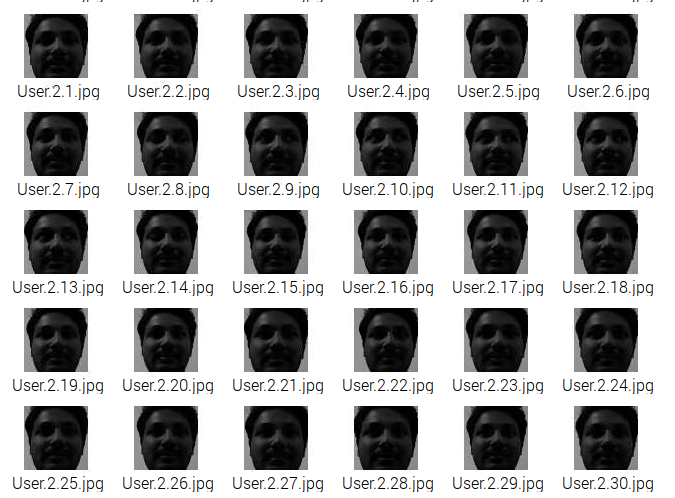 User.2.1.jpg User.2.2.jpg User.2.3.jpg User.2.4.jpg User.2.5.jpg User.2.6.jpg
User.2.7.jpg User.2.8.jpg User.2.9.jpg User.2.10.jpg User.2.11.jpg User.2.12.jpg
User.2.13.jpg User.2.14.jpg User.2.15.jpg User.2.16.jpg User.2.17.jpg User.2.18.jpg
User.2.19.jpg User.2.20.jpg User.2.21.jpg User.2.22.jpg User.2.23.jpg User.2.24.jpg
User.2.25.jpg User.2.26.jpg User.2.27.jpg User.2.28.jpg User.2.29.jpg User.2.30.jpg